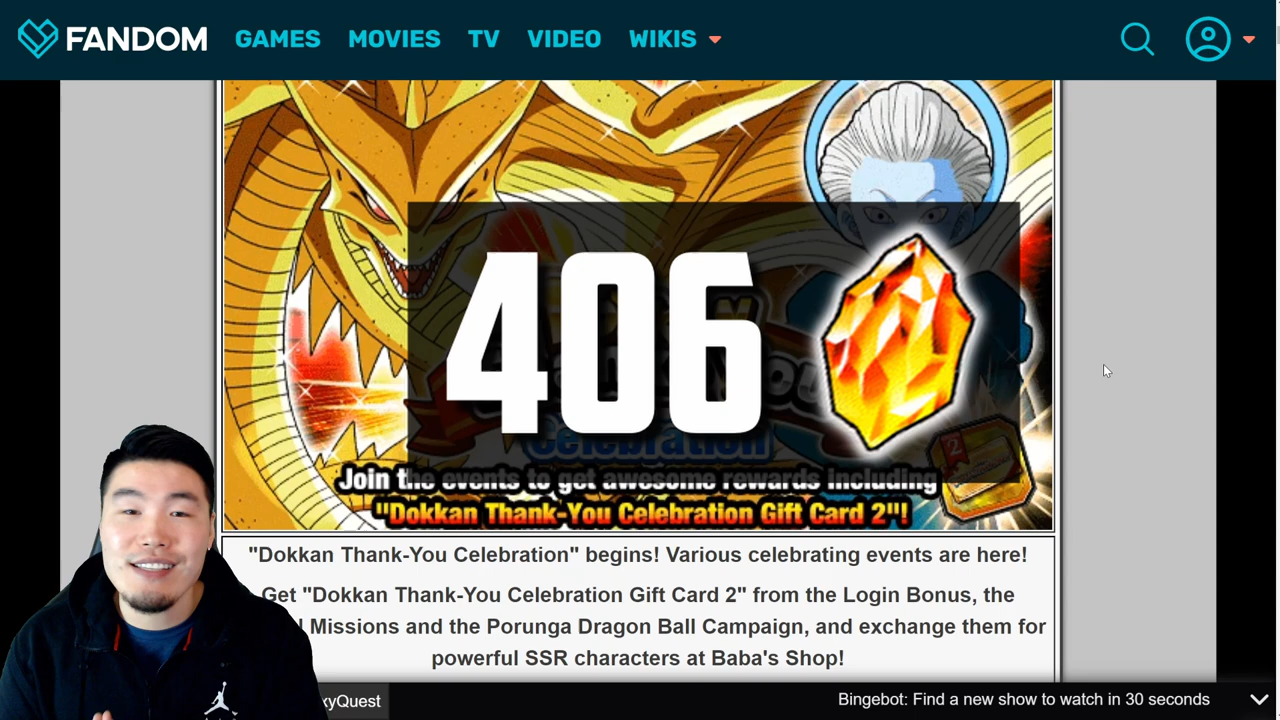 FANDOM GAMES MOVIES TV VIDEO WIKIS
406
Join the events to get awesome rewards including
"Dokkan Thank-You Celebration Gift Card 2"!
2
"Dokkan Thank-You Celebration" begins! Various celebrating events are here!
Get "Dokkan Thank-You Celebration Gift Card 2" from the Login Bonus, the
Missions and the Porunga Dragon Ball Campaign, and exchange them for
powerful SSR characters at Baba's Shop!
xyQuest
Bingebot: Find a new show to watch in 30 seconds